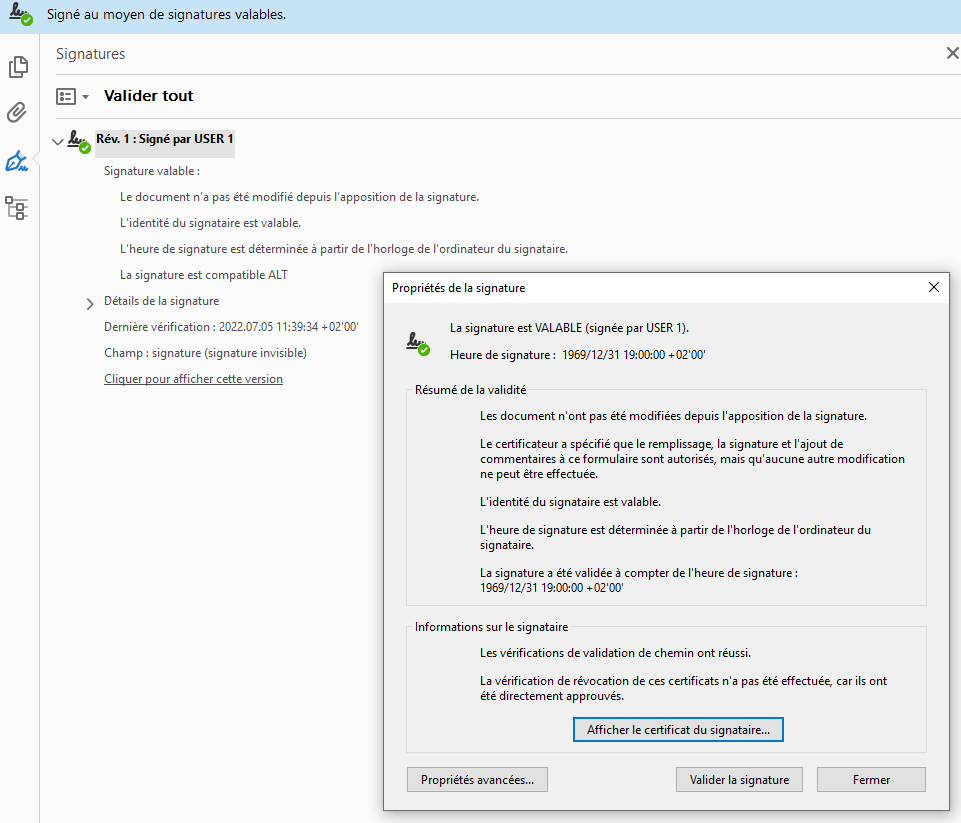 Signé au moyen de signatures valables.
Signatures
Valider tout
Rév. 1 : Signé par USER 1
Signature valable :
Le document n'a pas été modifié depuis l'apposition de la signature.
L'identité du signataire est valable.
L'heure de signature est déterminée à partir de l'horloge de l'ordinateur du signataire.
La signature est compatible ALT
Détails de la signature
Dernière vérification : 2022.07.05 11:39:34 +02'00'
Champ : signature (signature invisible)
Cliquer pour afficher cette version
Propriétés de la signature
La signature est VALABLE (signée par USER 1).
Heure de signature : 1969/12/31 19:00:00 +02'00'
Résumé de la validité
Les document n'ont pas été modifiées depuis l'apposition de la signature.
Le certificateur a spécifié que le remplissage, la signature et l'ajout de
commentaires à ce formulaire sont autorisés, mais qu'aucune autre modification
ne peut être effectuée.
L'identité du signataire est valable.
L'heure de signature est déterminée à partir de l'horloge de l'ordinateur du
signataire.
La signature a été validée à compter de l'heure de signature :
1969/12/31 19:00:00 +02'00'
Informations sur le signataire
Les vérifications de validation de chemin ont réussi.
La vérification de révocation de ces certificats n'a pas été effectuée, car ils ont
été directement approuvés.
Afficher le certificat du signataire...
Propriétés avancées...
Valider la signature
Fermer